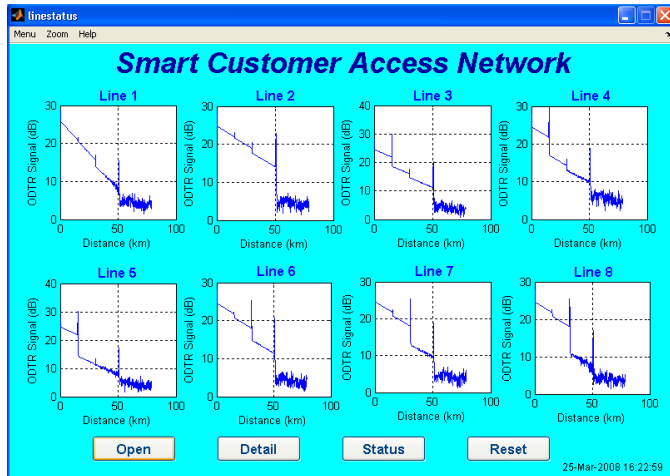 linestatus
Menu Zoom Help
Smart Customer Access Network
Line 1
30
20
10
0
ODTR Signal (dB)
0 50 100
Distance (km)
Line 2
30
20
10
0
ODTR Signal (dB)
0 50 100
Distance (km)
Line 3
40
30
20
10
0
ODTR Signal (dB)
0 50 100
Distance (km)
Line 4
30
20
10
0
ODTR Signal (dB)
0 50 100
Distance (km)
Line 5
40
30
20
10
0
ODTR Signal (dB)
0 50 100
Distance (km)
Line 6
30
20
10
0
ODTR Signal (dB)
0 50 100
Distance (km)
Line 7
30
20
10
0
ODTR Signal (dB)
0 50 100
Distance (km)
Line 8
30
20
10
0
ODTR Signal (dB)
0 50 100
Distance (km)
Open Detail Status Reset
25-Mar-2008 16:22:59